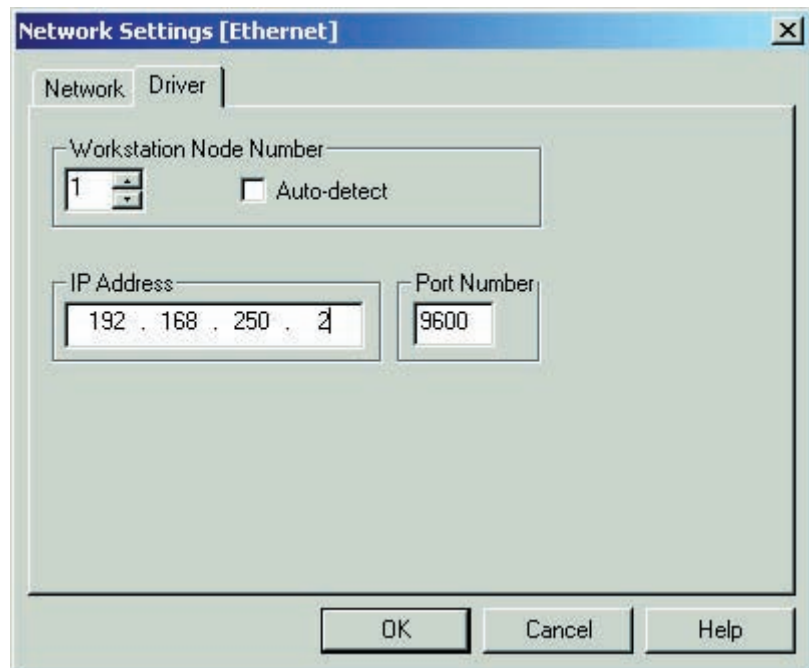 Network Settings [Ethernet]
Network Driver
Workstation Node Number
1 Auto-detect
IP Address Port Number
192 . 168 . 250 . 2 9600
OK Cancel Help